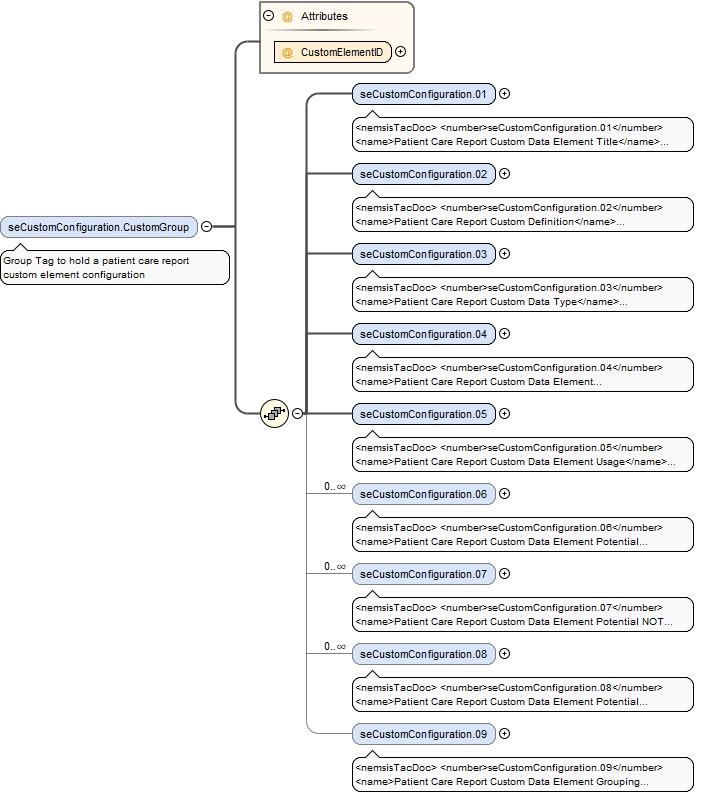 @ Attributes
@ CustomElementID
seCustomConfiguration.CustomGroup
Group Tag to hold a patient care report
custom element configuration
seCustomConfiguration.01
<nemsisTacDoc> <number>seCustomConfiguration.01</number>
<name>Patient Care Report Custom Data Element Title</name>...
seCustomConfiguration.02
<nemsisTacDoc> <number>seCustomConfiguration.02</number>
<name>Patient Care Report Custom Definition</name>...
seCustomConfiguration.03
<nemsisTacDoc> <number>seCustomConfiguration.03</number>
<name>Patient Care Report Custom Data Type</name>...
seCustomConfiguration.04
<nemsisTacDoc> <number>seCustomConfiguration.04</number>
<name>Patient Care Report Custom Data Element...
seCustomConfiguration.05
<nemsisTacDoc> <number>seCustomConfiguration.05</number>
<name>Patient Care Report Custom Data Element Usage</name>...
0..∞ seCustomConfiguration.06
<nemsisTacDoc> <number>seCustomConfiguration.06</number>
<name>Patient Care Report Custom Data Element Potential...
0..∞ seCustomConfiguration.07
<nemsisTacDoc> <number>seCustomConfiguration.07</number>
<name>Patient Care Report Custom Data Element Potential NOT...
0..∞ seCustomConfiguration.08
<nemsisTacDoc> <number>seCustomConfiguration.08</number>
<name>Patient Care Report Custom Data Element Potential...
seCustomConfiguration.09
<nemsisTacDoc> <number>seCustomConfiguration.09</number>
<name>Patient Care Report Custom Data Element Grouping...